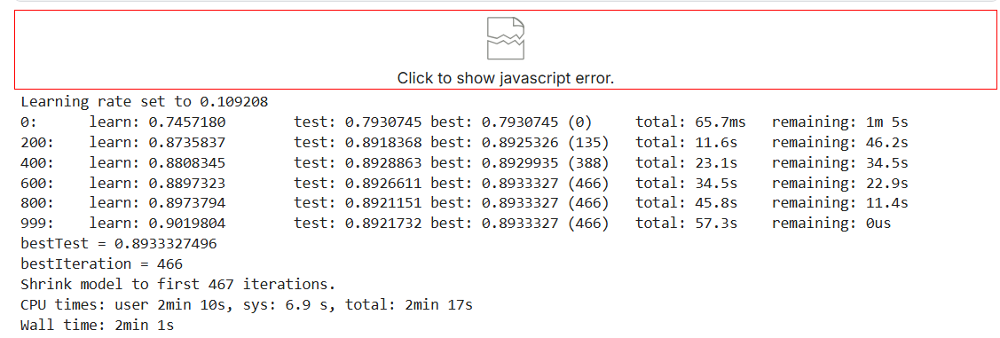 Click to show javascript error.
Learning rate set to 0.109208
0: learn: 0.7457180 test: 0.7930745 best: 0.7930745 (0) total: 65.7ms remaining: 1m 5s
200: learn: 0.8735837 test: 0.8918368 best: 0.8925326 (135) total: 11.6s remaining: 46.2s
400: learn: 0.8808345 test: 0.8928863 best: 0.8929935 (388) total: 23.1s remaining: 34.5s
600: learn: 0.8897323 test: 0.8926611 best: 0.8933327 (466) total: 34.5s remaining: 22.9s
800: learn: 0.8973794 test: 0.8921151 best: 0.8933327 (466) total: 45.8s remaining: 11.4s
999: learn: 0.9019804 test: 0.8921732 best: 0.8933327 (466) total: 57.3s remaining: 0us
bestTest = 0.8933327496
bestIteration = 466
Shrink model to first 467 iterations.
CPU times: user 2min 10s, sys: 6.9 s, total: 2min 17s
Wall time: 2min 1s